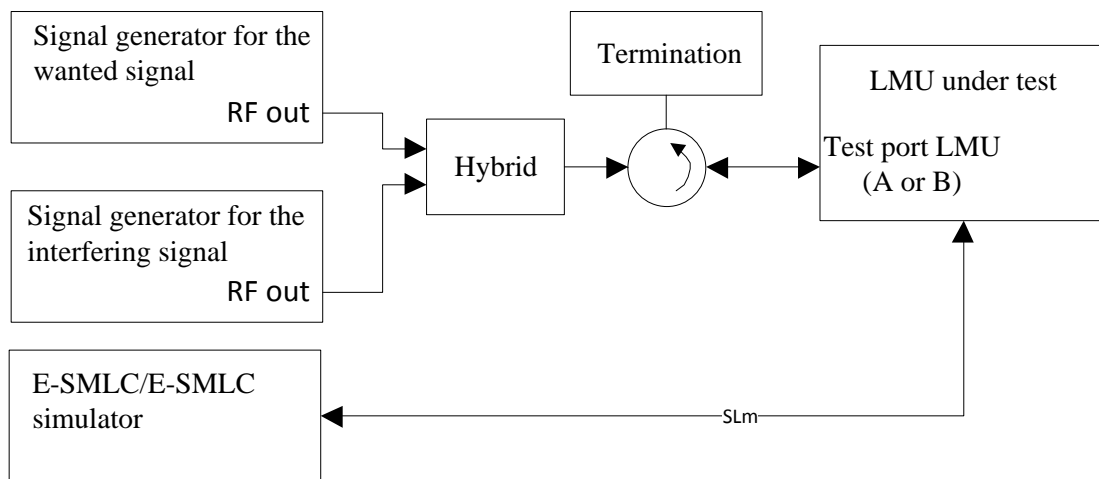 Signal generator for the
wanted signal
RF out
Termination
LMU under test
Test port LMU
(A or B)
Hybrid
Signal generator for the
interfering signal
RF out
E-SMLC/E-SMLC
simulator
SLm